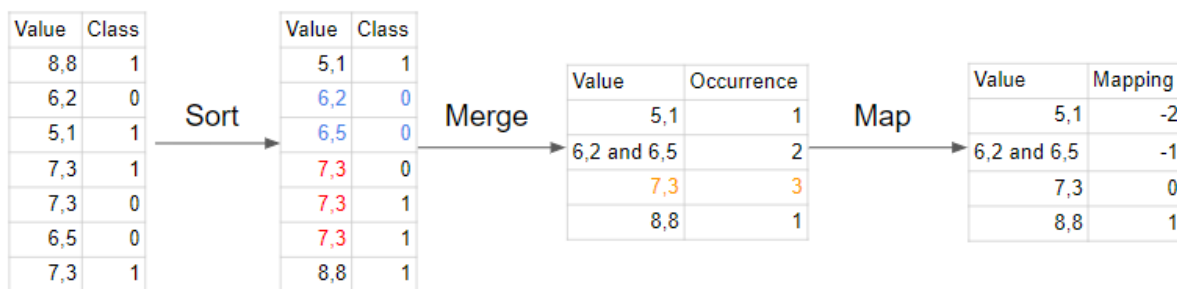 Value Class
8,8 1
6,2 0
5,1 1
7,3 1
7,3 0
6,5 0
7,3 1
Sort
Value Class
5,1 1
6,2 0
6,5 0
7,3 0
7,3 1
7,3 1
8,8 1
Merge
Value Occurrence
5,1 1
6,2 and 6,5 2
7,3 3
8,8 1
Map
Value Mapping
5,1 -2
6,2 and 6,5 -1
7,3 0
8,8 1